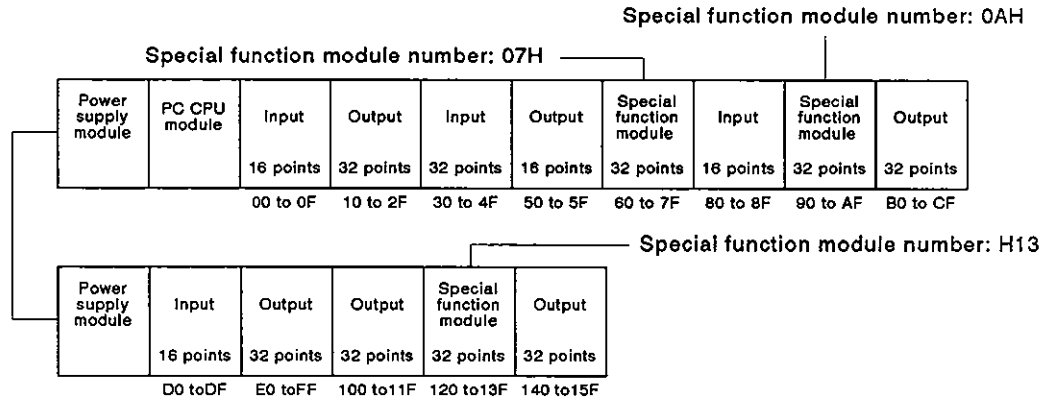 Special function module number: 0AH
Special function module number: 07H
Power supply module
PC CPU module
Input
16 points
Output
32 points
Input
32 points
Output
16 points
Special function module
32 points
Input
16 points
Special function module
32 points
Output
32 points
00 to 0F
10 to 2F
30 to 4F
50 to 5F
60 to 7F
80 to 8F
90 to AF
B0 to CF
Special function module number: H13
Power supply module
Input
16 points
Output
32 points
Output
32 points
Special function module
32 points
Output
32 points
D0 toDF
E0 toFF
100 to11F
120 to13F
140 to15F